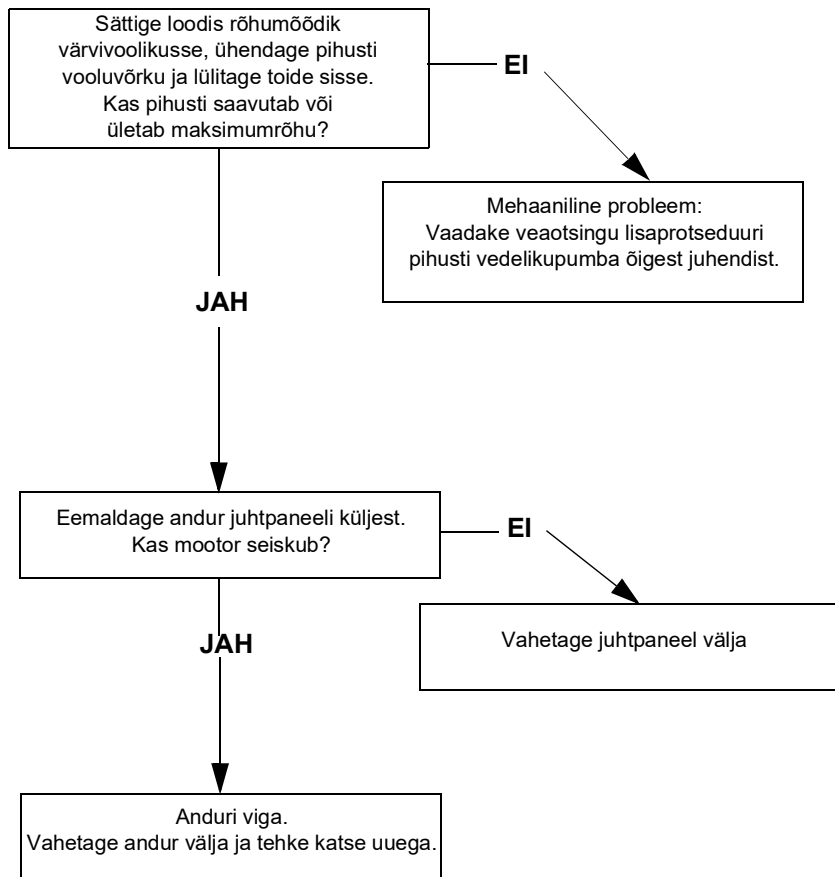 Sättige loodis rõhumõõdik
värvivoolikusse, ühendage pihusti
vooluvõrku ja lülitage toide sisse.
Kas pihusti saavutab või
ületab maksimumrõhu?
EI
Mehaaniline probleem:
Vaadake veaotsingu lisaprotseduuri
pihusti vedelikupumba õigest juhendist.
JAH
Eemaldage andur juhtpaneeli küljest.
Kas mootor seiskub?
EI
Vahetage juhtpaneel välja
JAH
Anduri viga.
Vahetage andur välja ja tehke katse uuega.